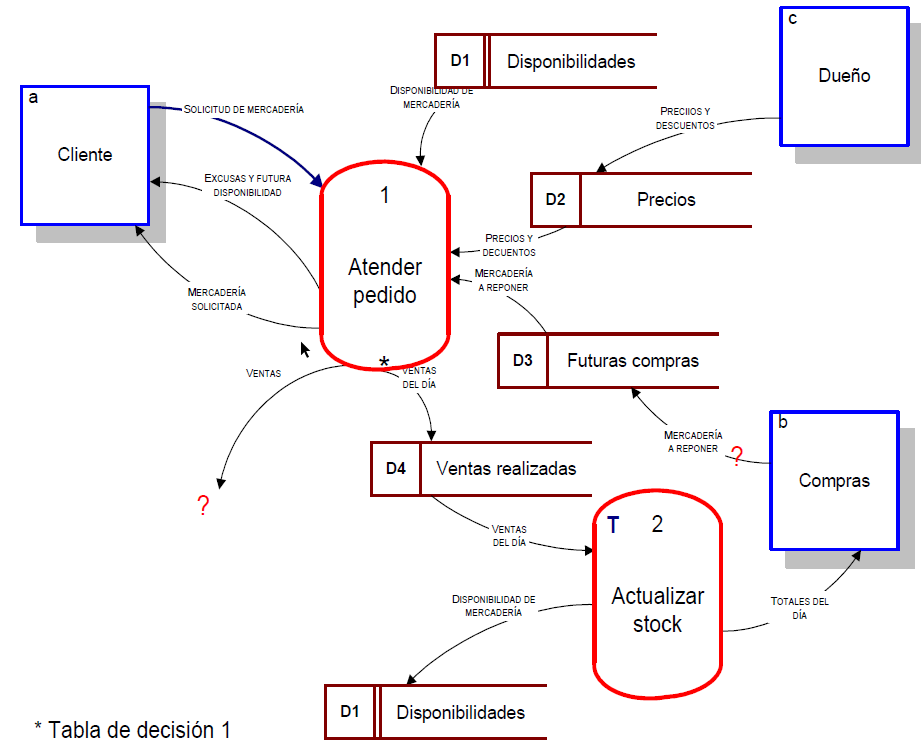 c
D1 Disponibilidades
Dueño
DISPONIBILIDAD DE
MERCADERÍA
a
SOLICITUD DE MERCADERÍA
PRECIIOS Y
DESCUENTOS
Cliente
EXCUSAS Y FUTURA
DISPONIBILIDAD
1
D2 Precios
Atender
pedido
PRECIOS Y
DECUENTOS
MERCADERÍA
A REPONER
MERCADERÍA
SOLICITADA
D3 Futuras compras
*
VENTAS
VENTAS
DEL DÍA
b
MERCADERÍA
A REPONER
?
D4 Ventas realizadas
Compras
?
T 2
VENTAS
DEL DÍA
Actualizar
stock
DISPONIBILIDAD DE
MERCADERÍA
TOTALES DEL
DÍA
D1 Disponibilidades
* Tabla de decisión 1